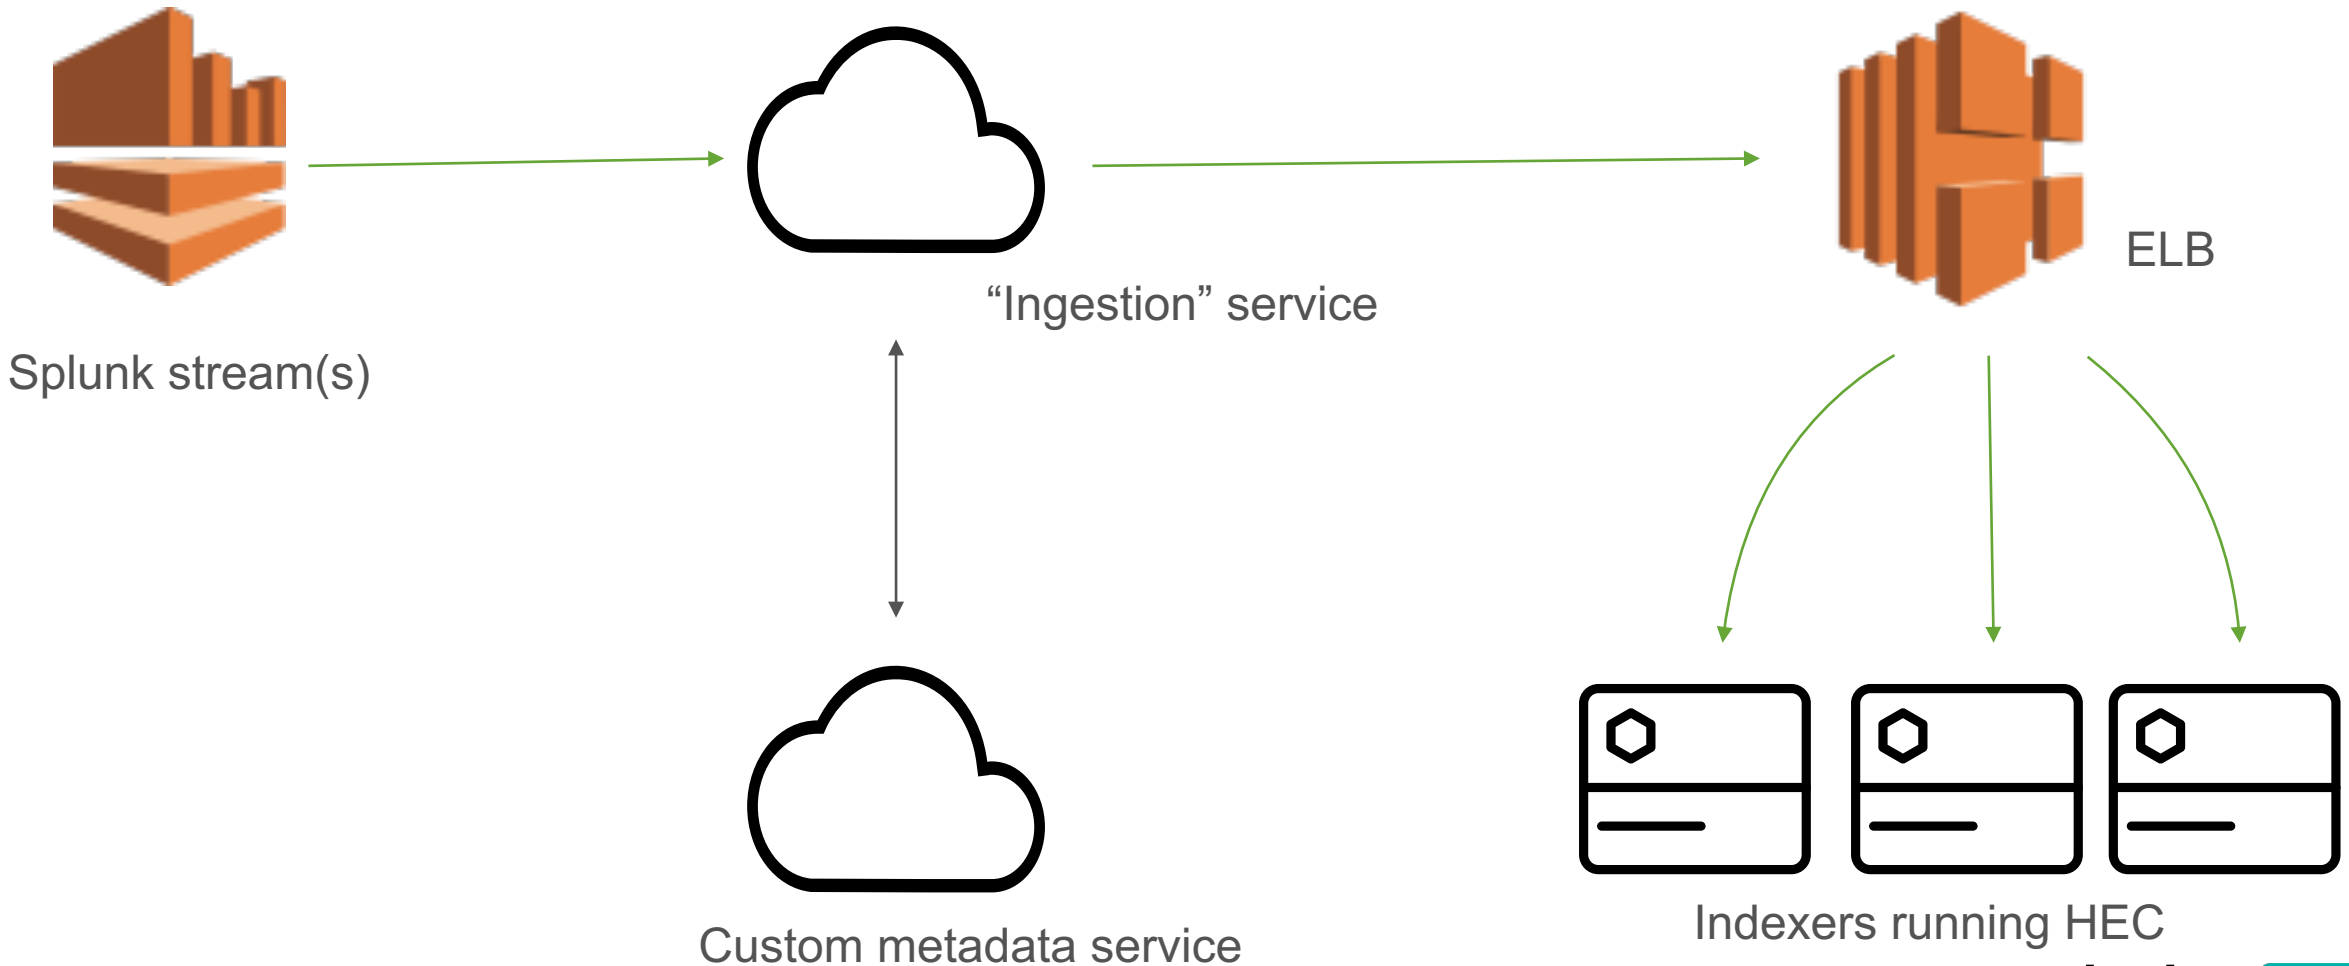 ELB
“Ingestion” service
Splunk stream(s)
Indexers running HEC
Custom metadata service